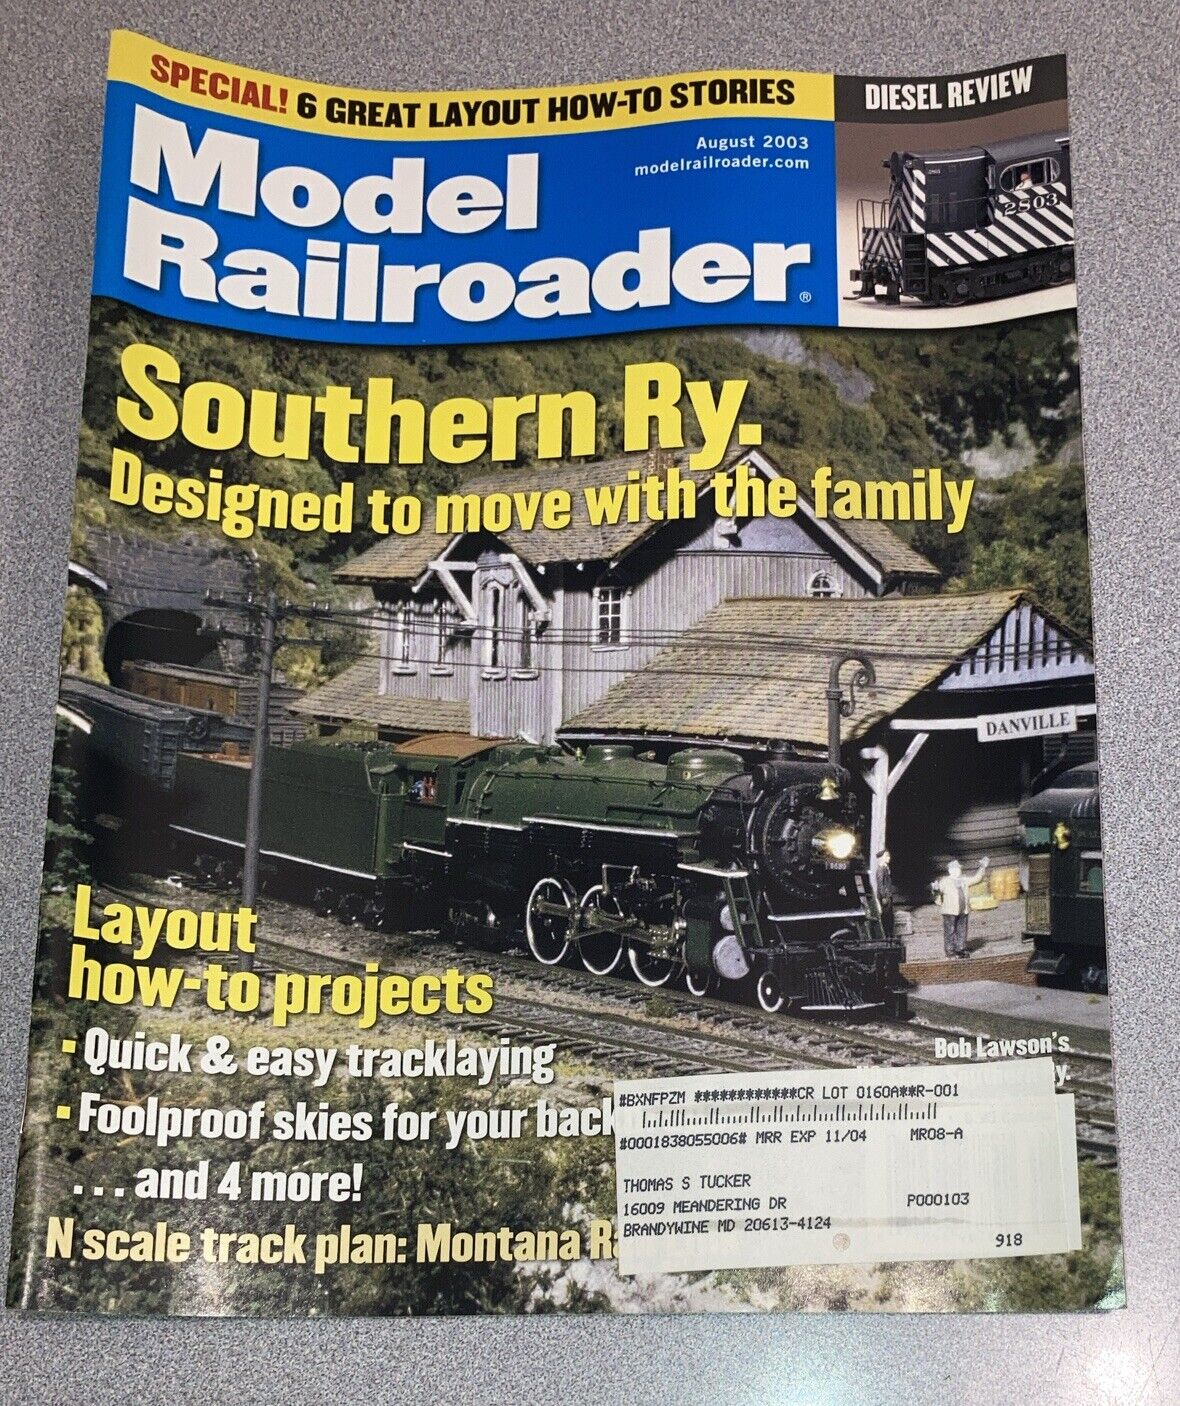 SPECIAL! 6 GREAT LAYOUT HOW-TO STORIES
DIESEL REVIEW
August 2003
modelrailroader.com
Model
Railroader®
2803
Southern Ry.
Designed to move with the family
DANVILLE
Layout
how-to projects
Quick & easy tracklaying
Foolproof skies for your back
...and 4 more!
N scale track plan: Montana
Bob Lawson's
#BXNFPZM ************CR LOT 0160A**R-001
#0001838055006# MRR EXP 11/04 MR08-A
THOMAS S TUCKER
16009 MEANDERING DR P000103
BRANDYWINE MD 20613-4124
918